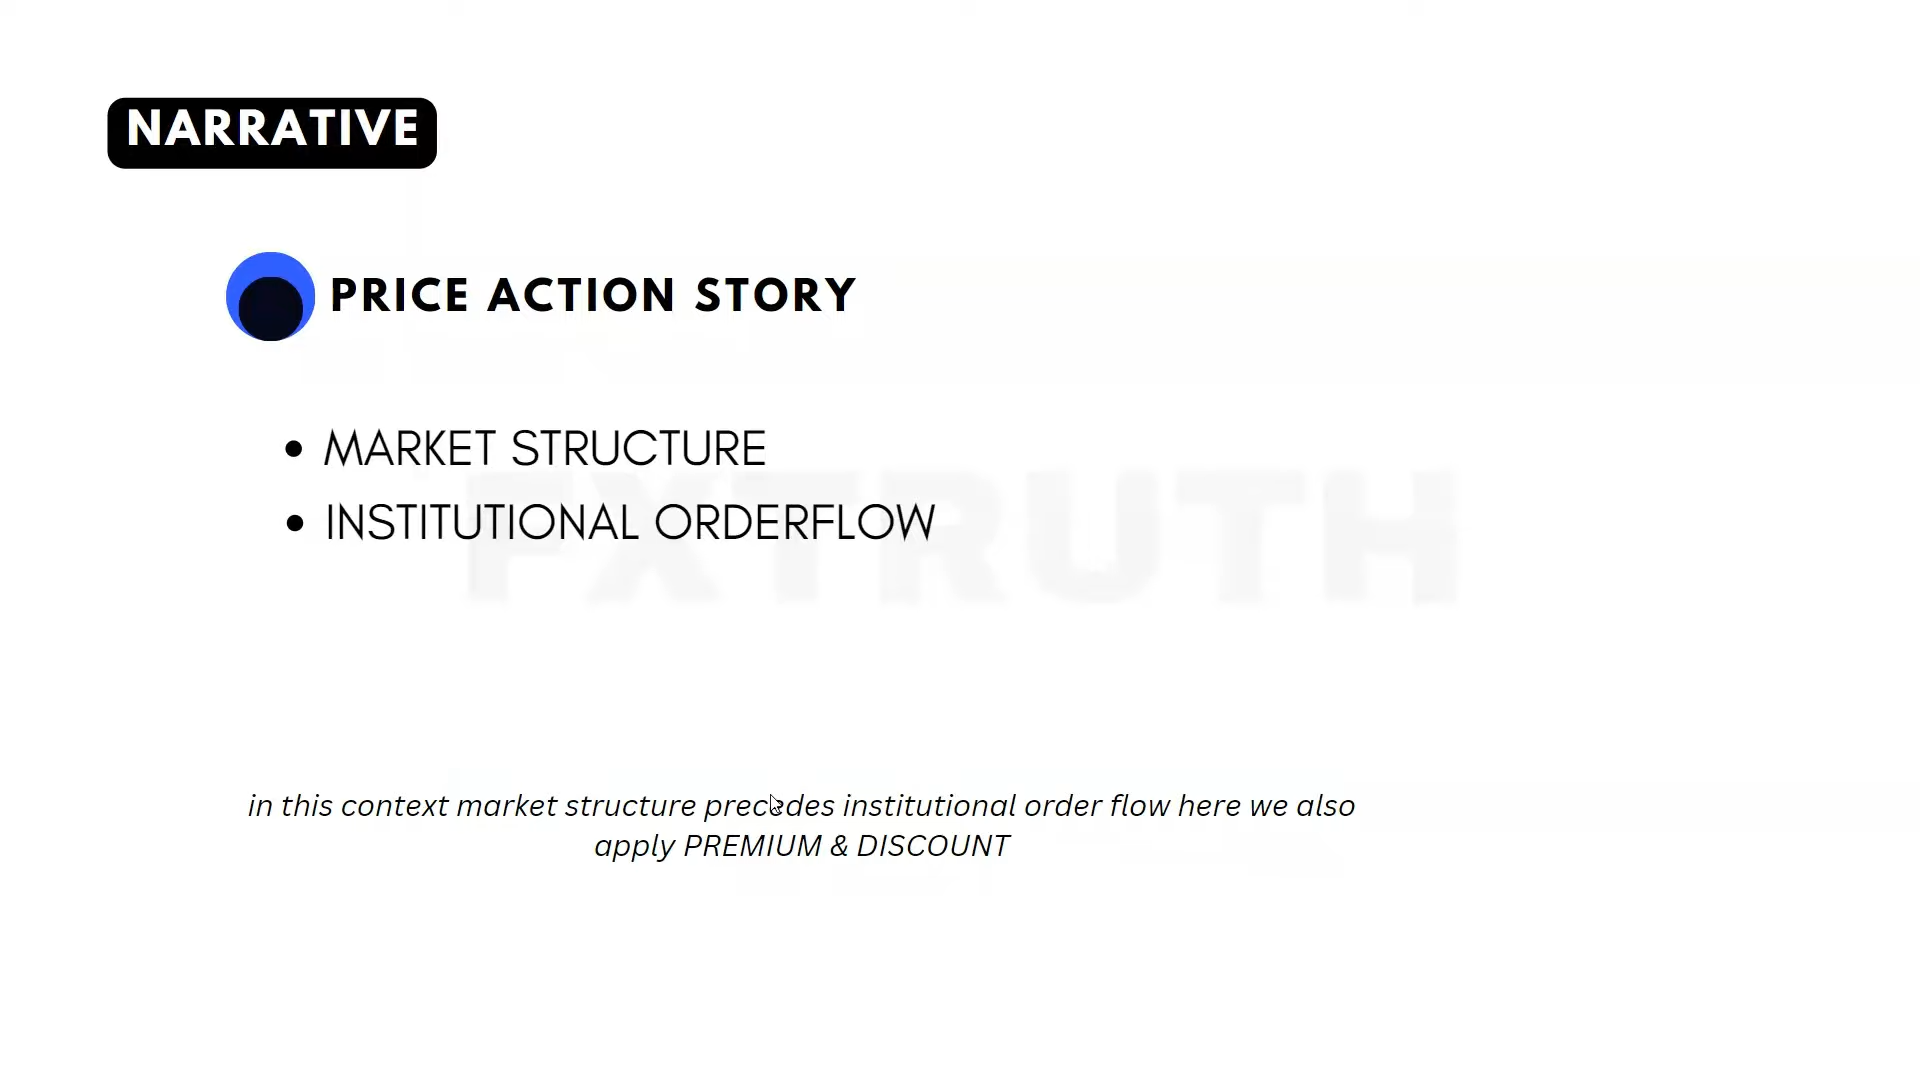 NARRATIVE
PRICE ACTION STORY
MARKET STRUCTURE
INSTITUTIONAL ORDERFLOW
FXTRUTH
in this context market structure precedes institutional order flow here we also
apply PREMIUM & DISCOUNT